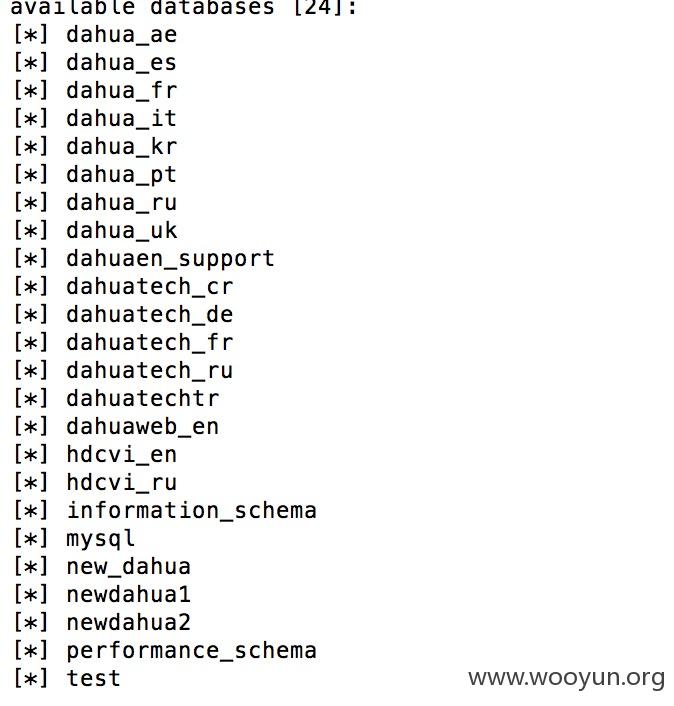 available databases [24]:
[*] dahua_ae
[*] dahua_es
[*] dahua_fr
[*] dahua_it
[*] dahua_kr
[*] dahua_pt
[*] dahua_ru
[*] dahua_uk
[*] dahuaen_support
[*] dahuatech_cr
[*] dahuatech_de
[*] dahuatech_fr
[*] dahuatech_ru
[*] dahuatechtr
[*] dahuaweb_en
[*] hdcvi_en
[*] hdcvi_ru
[*] information_schema
[*] mysql
[*] new_dahua
[*] newdahua1
[*] newdahua2
[*] performance_schema
[*] test
www.wooyun.org